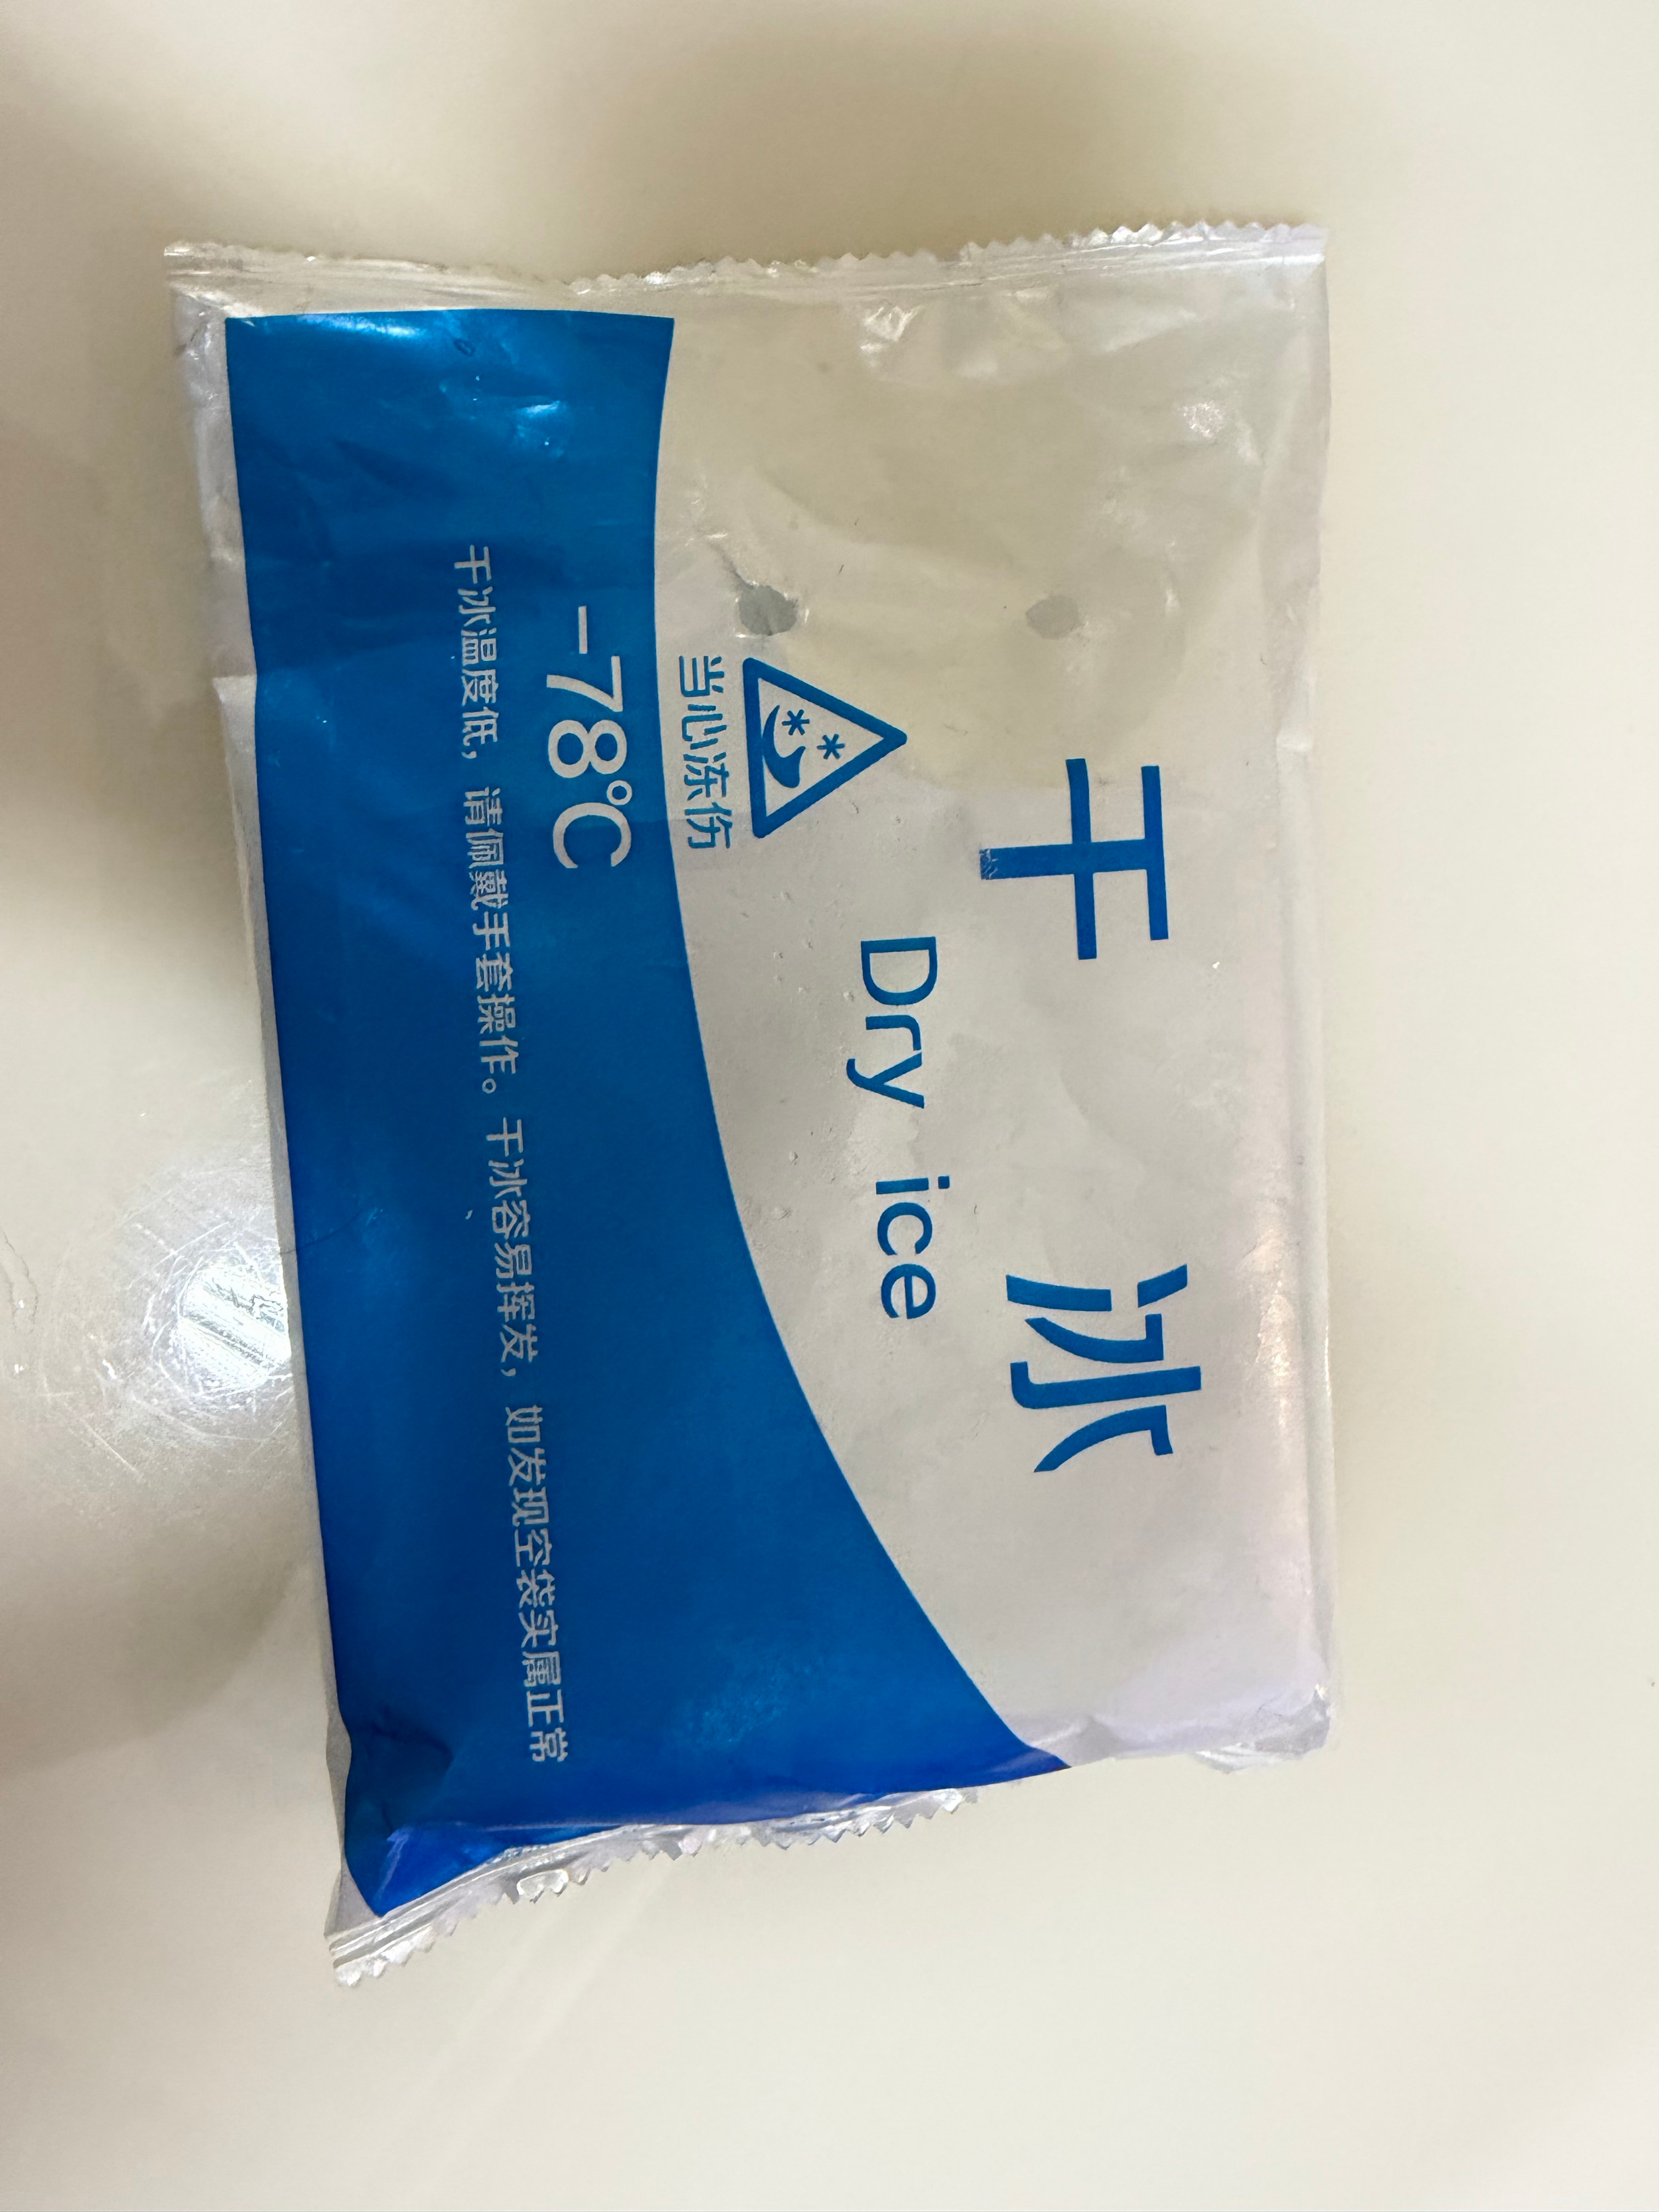 干冰
Dry ice
当心冻伤
-78℃
干冰温度低，请佩戴手套操作。干冰容易挥发，如发现空袋实属正常